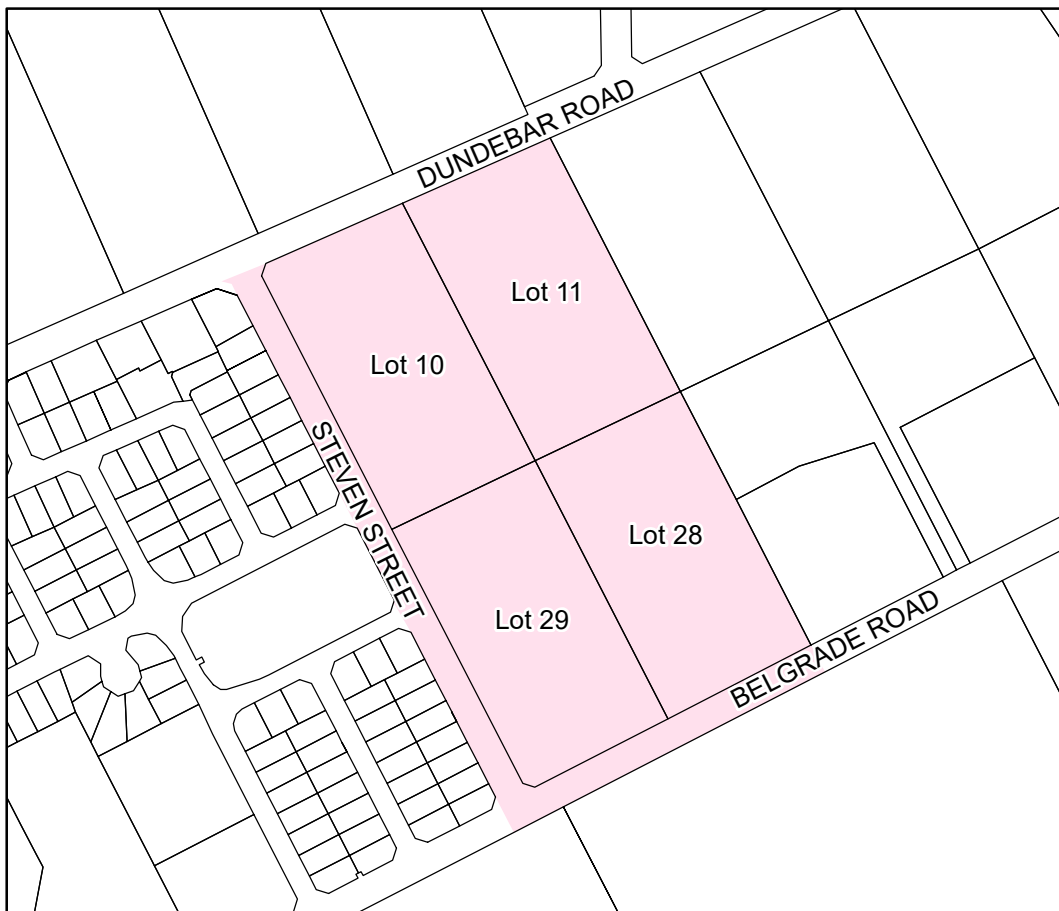 DUNDEBAR ROAD
Lot 11
Lot 10
STEVEN STREET
Lot 28
Lot 29
BELGRADE ROAD